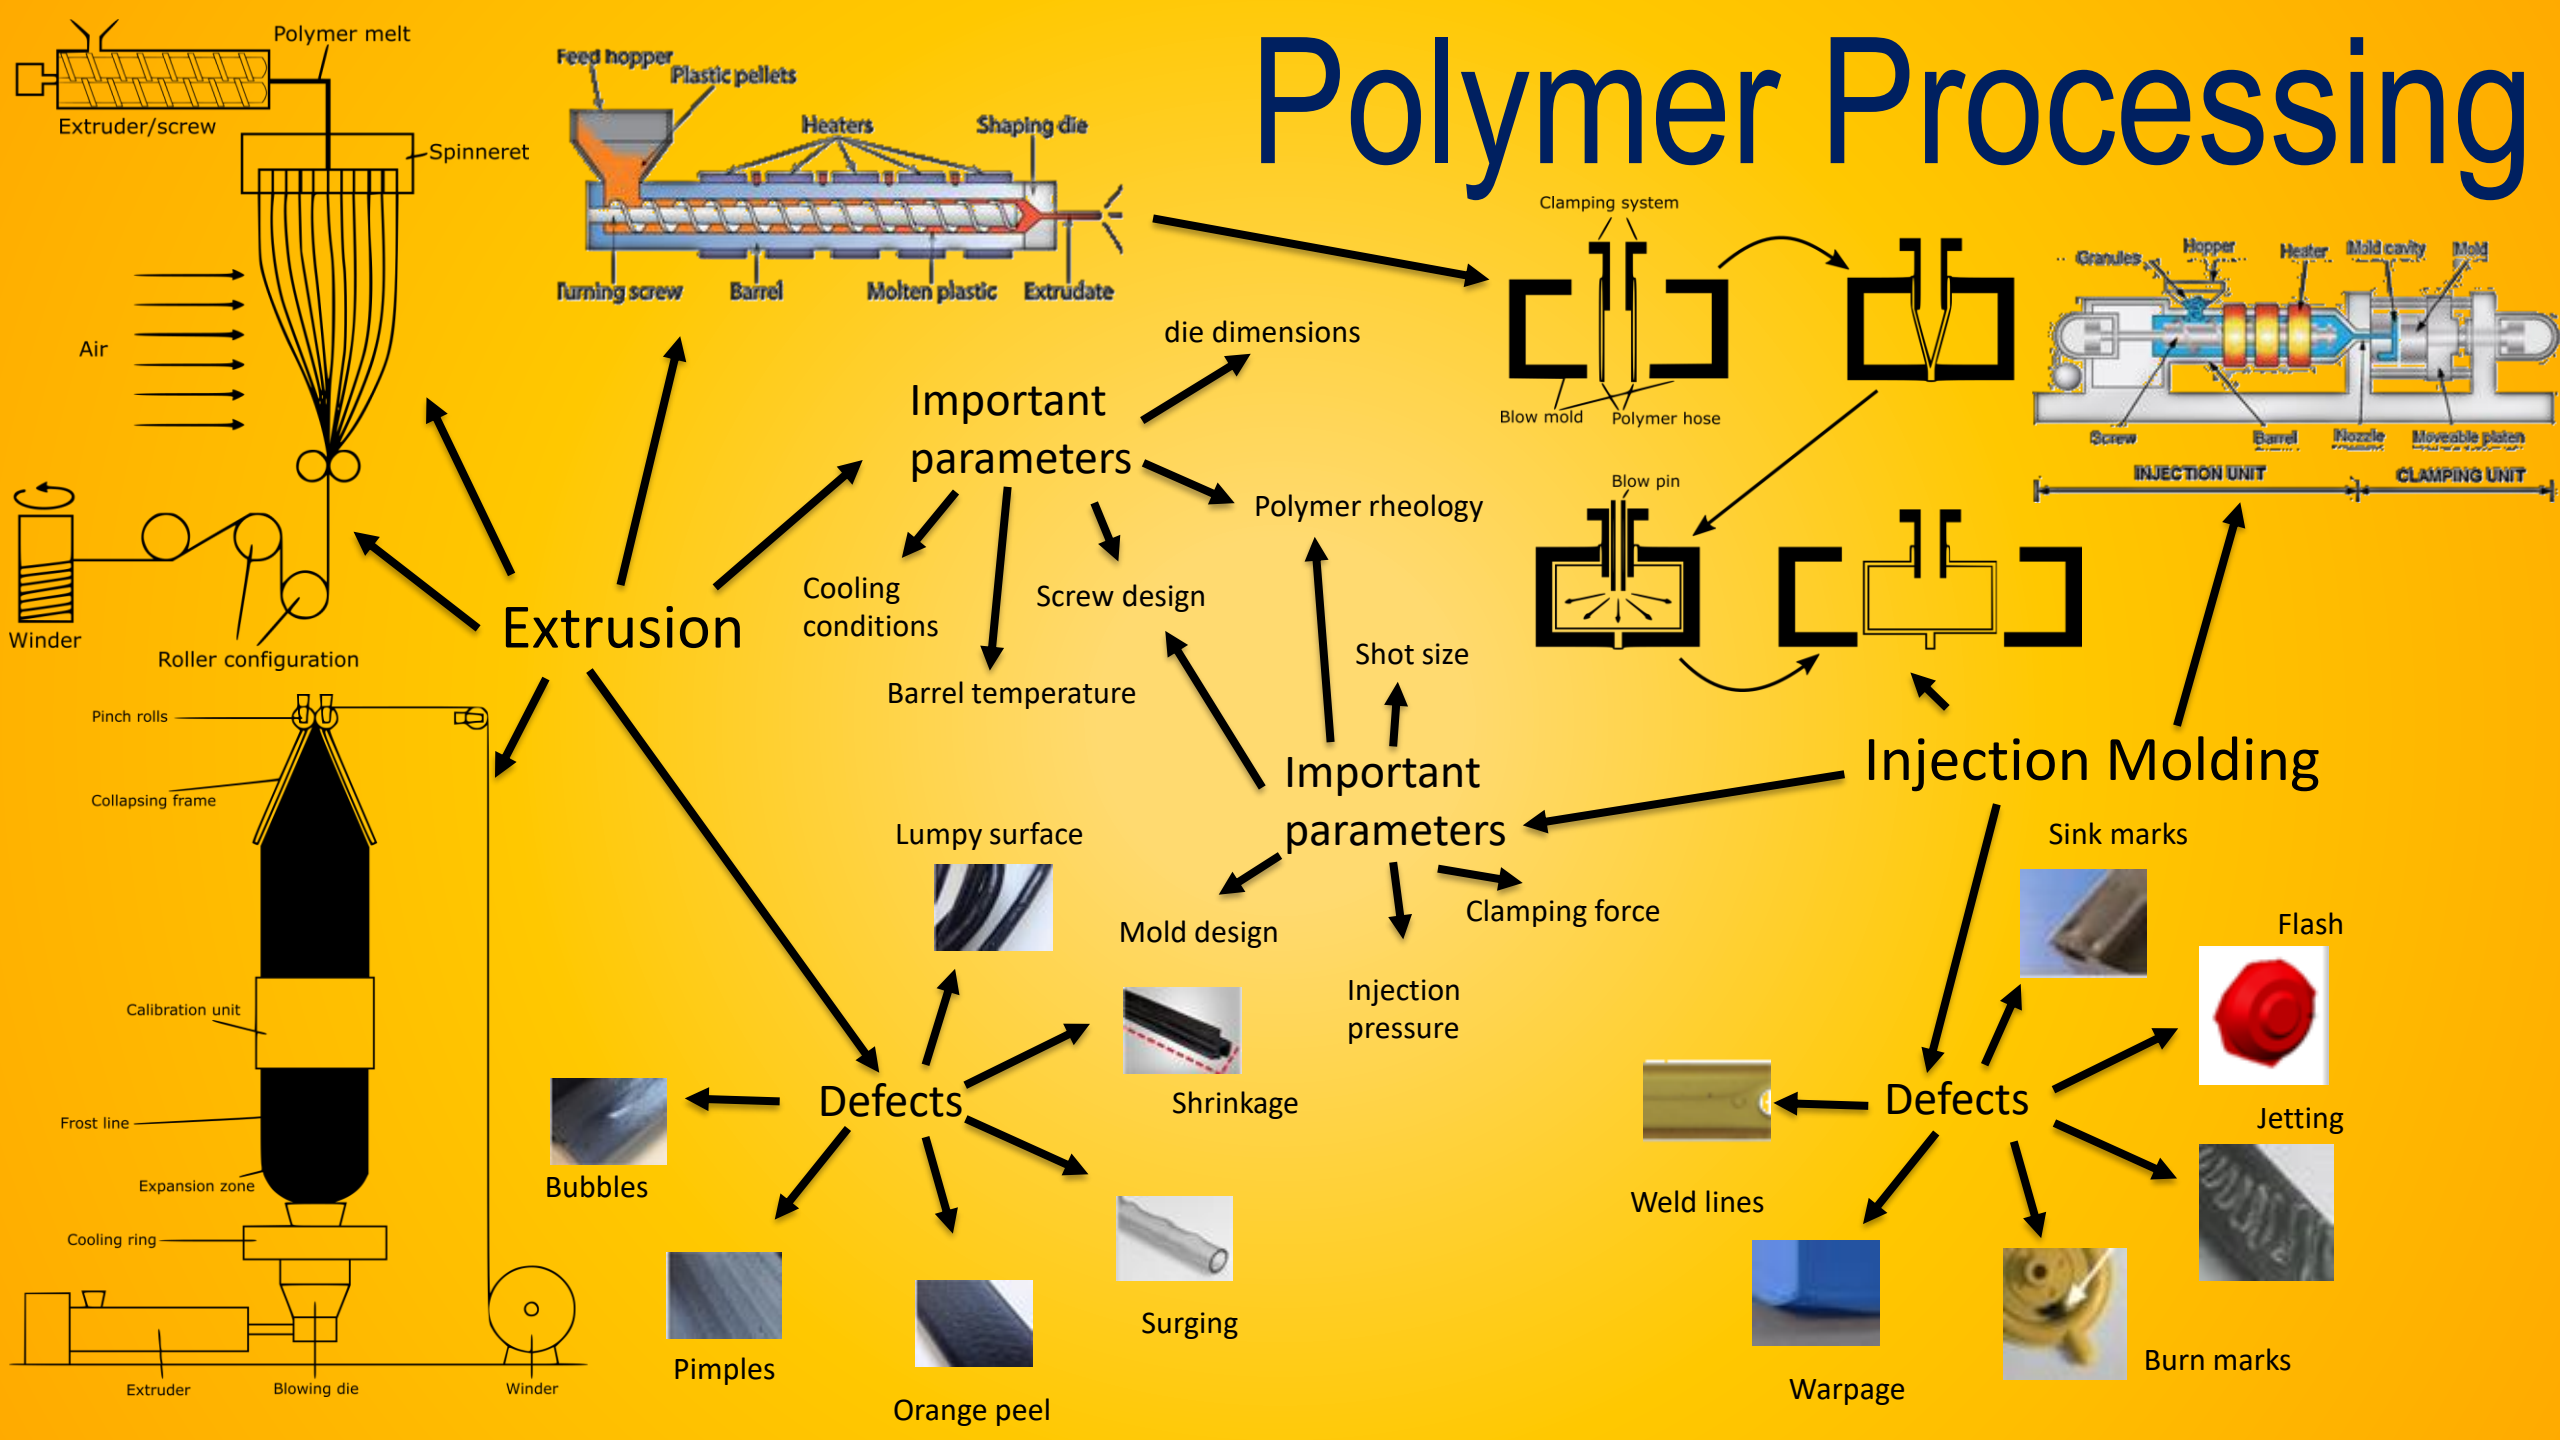 Polymer Processing
Polymer melt
Extruder/screw
Spinneret
Air
Winder
Roller configuration
Feed hopper
Plastic pellets
Heaters
Shaping die
Turning screw
Barrel
Molten plastic
Extrudate
Clamping system
Blow mold
Polymer hose
Blow pin
Granules
Hopper
Heater
Mold cavity
Mold
Screw
Barrel
Nozzle
Moveable platen
INJECTION UNIT
CLAMPING UNIT
Important
parameters
die dimensions
Polymer rheology
Cooling
conditions
Screw design
Barrel temperature
Extrusion
Shot size
Important
parameters
Injection Molding
Mold design
Clamping force
Injection
pressure
Pinch rolls
Collapsing frame
Calibration unit
Frost line
Expansion zone
Cooling ring
Extruder
Blowing die
Winder
Lumpy surface
Defects
Shrinkage
Bubbles
Pimples
Orange peel
Surging
Sink marks
Flash
Defects
Jetting
Weld lines
Warpage
Burn marks